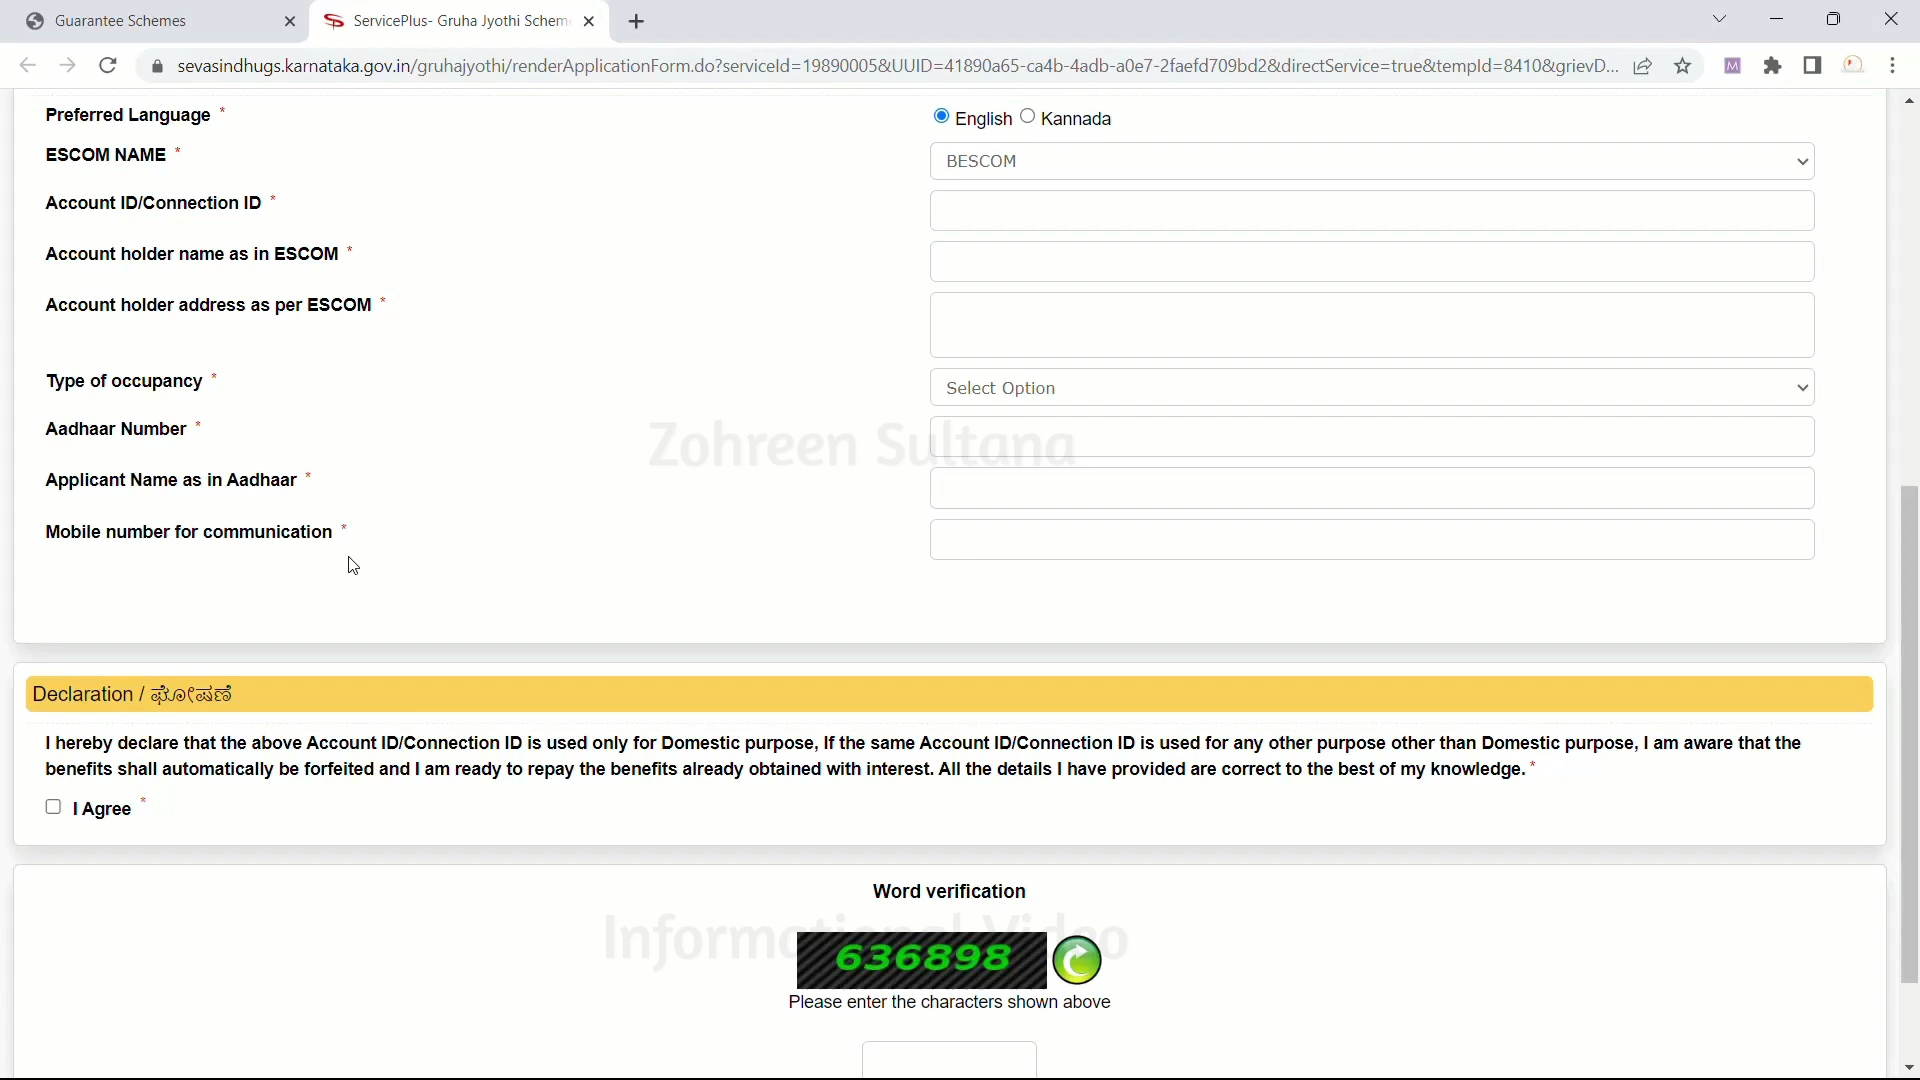 Guarantee Schemes
ServicePlus- Gruha Jyothi Schem
sevasindhugs.karnataka.gov.in/gruhajyothi/renderApplicationForm.do?serviceId=19890005&UUID=41890a65-ca4b-4adb-a0e7-2faefd709bd2&directService=true&tempId=8410&grievD...
Preferred Language *
English Kannada
ESCOM NAME *
BESCOM
Account ID/Connection ID *
Account holder name as in ESCOM *
Account holder address as per ESCOM *
Type of occupancy *
Select Option
Aadhaar Number *
Zohreen Sultana
Applicant Name as in Aadhaar *
Mobile number for communication *
Declaration / ಘೋಷಣೆ
I hereby declare that the above Account ID/Connection ID is used only for Domestic purpose, If the same Account ID/Connection ID is used for any other purpose other than Domestic purpose, I am aware that the
benefits shall automatically be forfeited and I am ready to repay the benefits already obtained with interest. All the details I have provided are correct to the best of my knowledge. *
I Agree *
Word verification
Informational Video
636898
Please enter the characters shown above